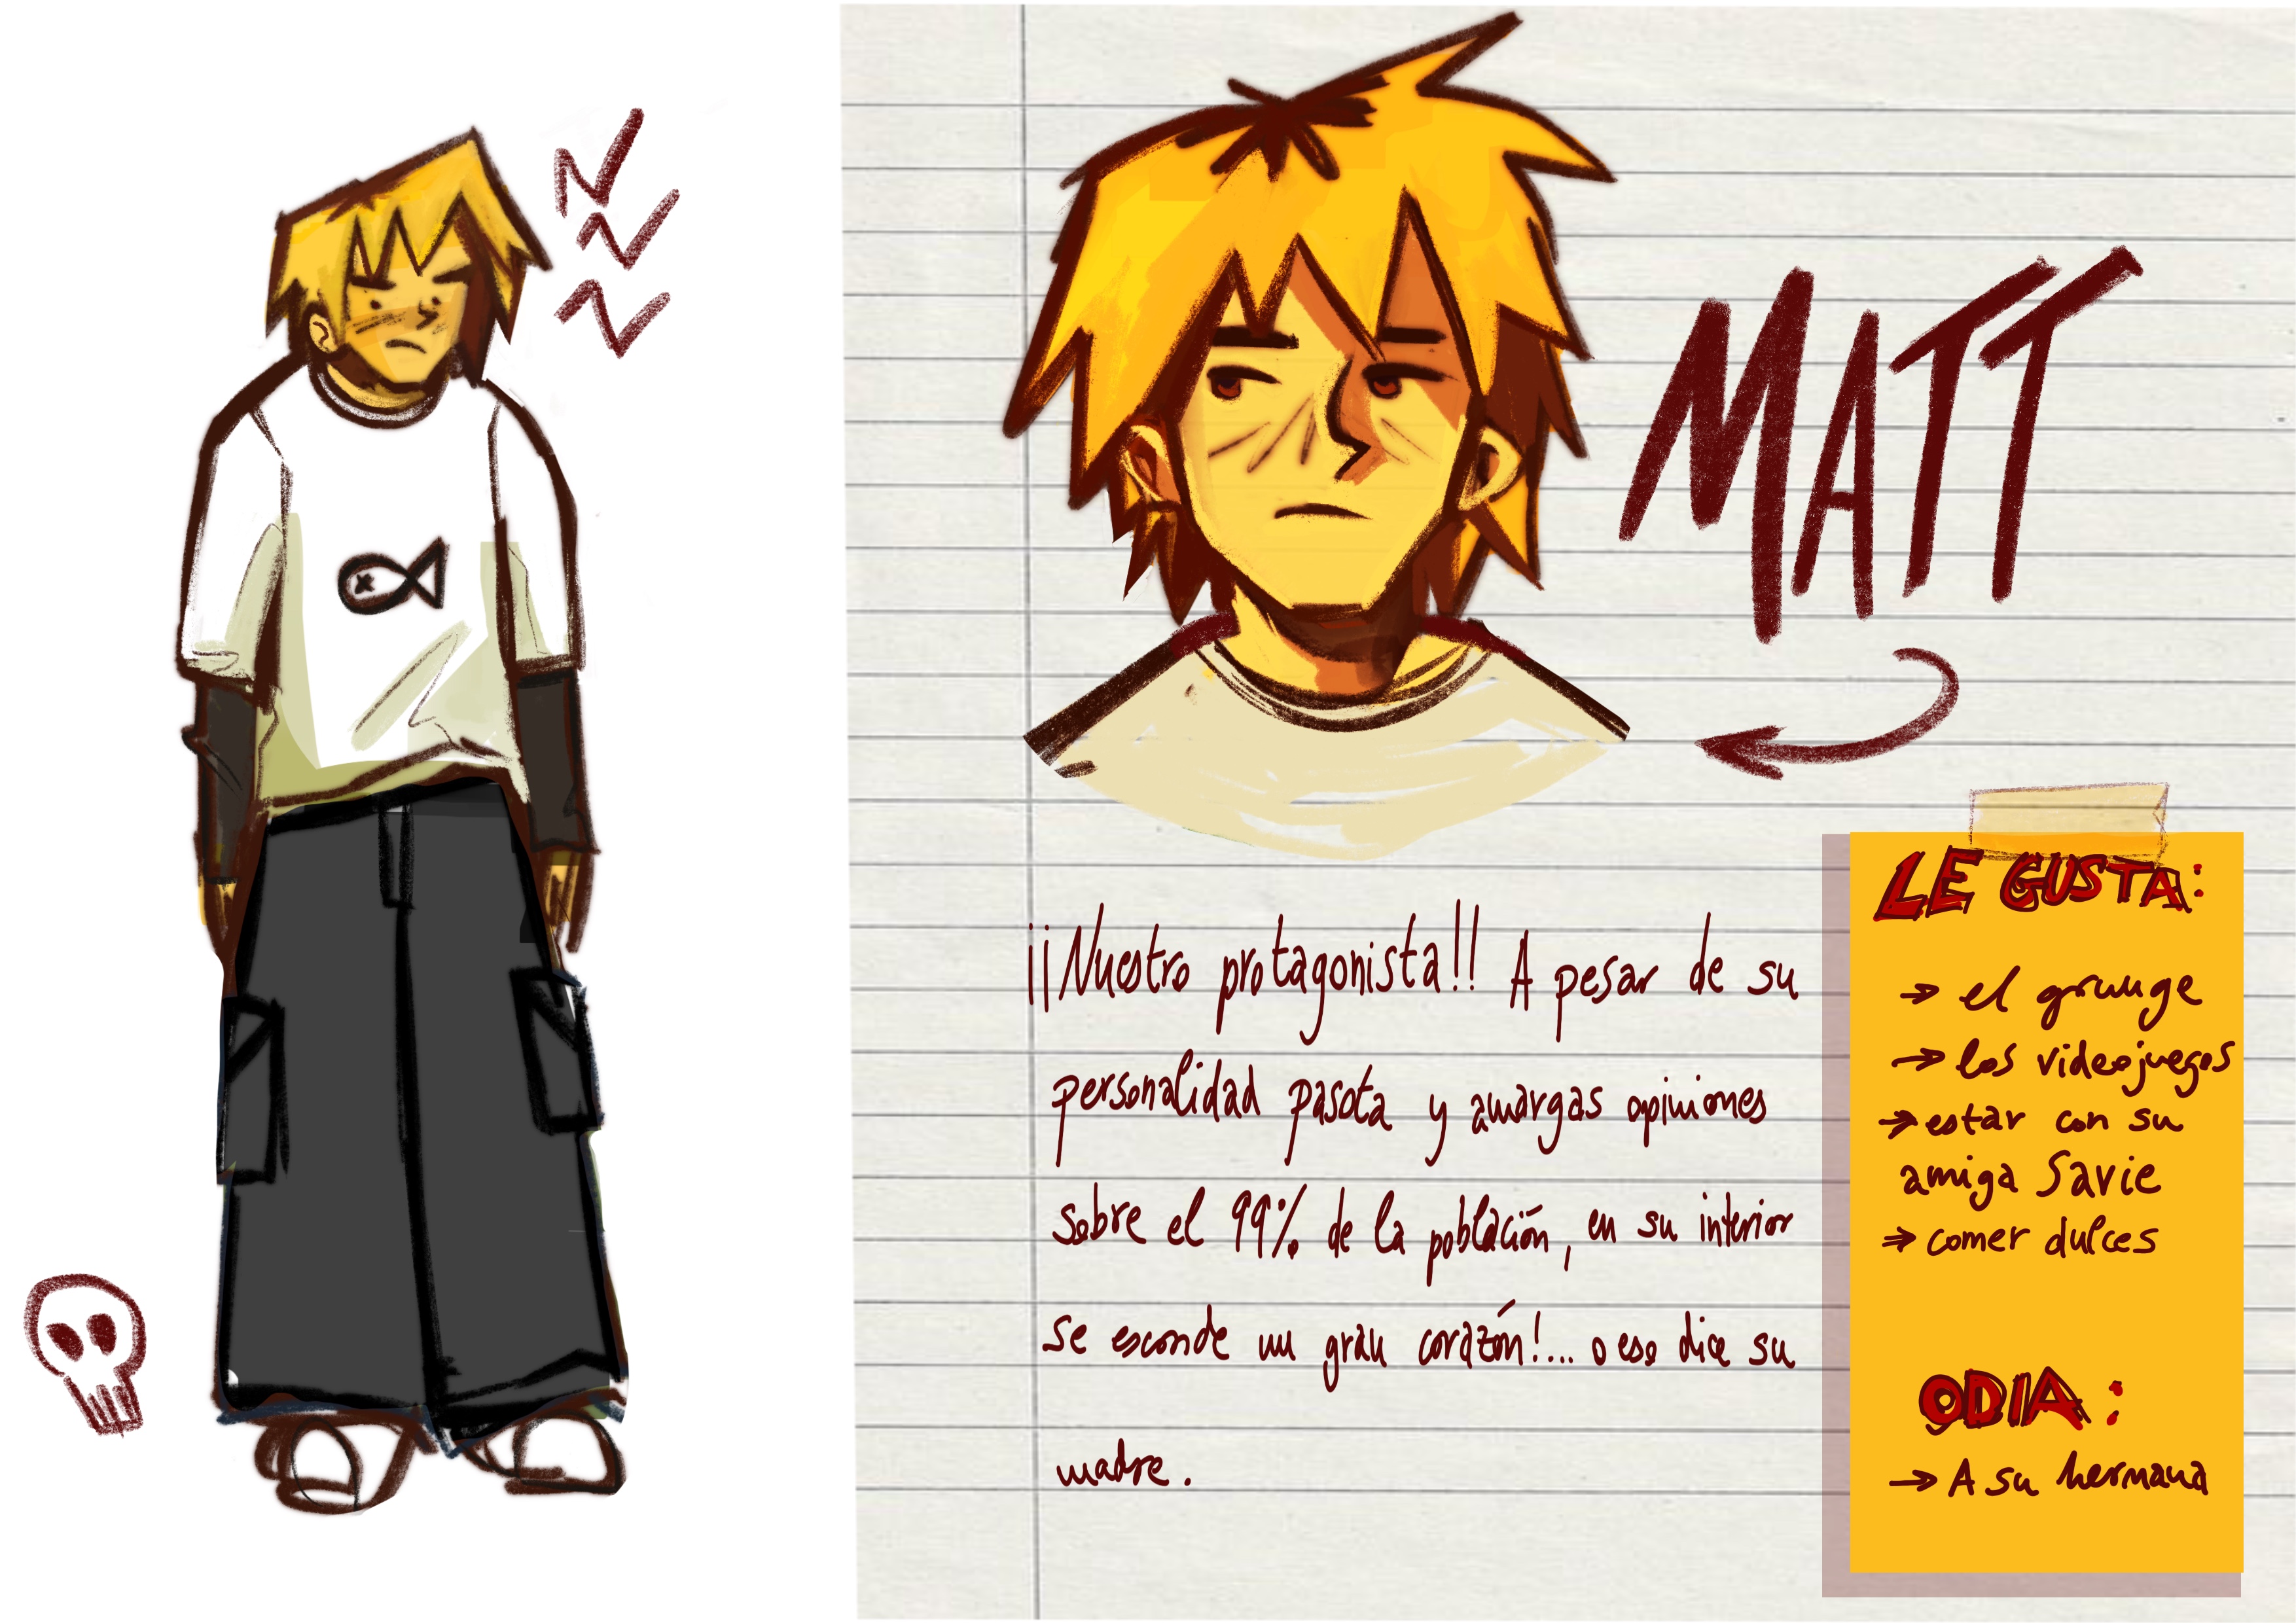 MATT
¡¡Nuestro protagonista!! A pesar de su
personalidad pasota y amargas opiniones
sobre el 99% de la población, en su interior
se esconde un gran corazón!... o eso dice su
madre.
LE GUSTA:
→ el grunge
→ los videojuegos
→ estar con su
amiga Savie
→ comer dulces
ODIA:
→ A su hermana